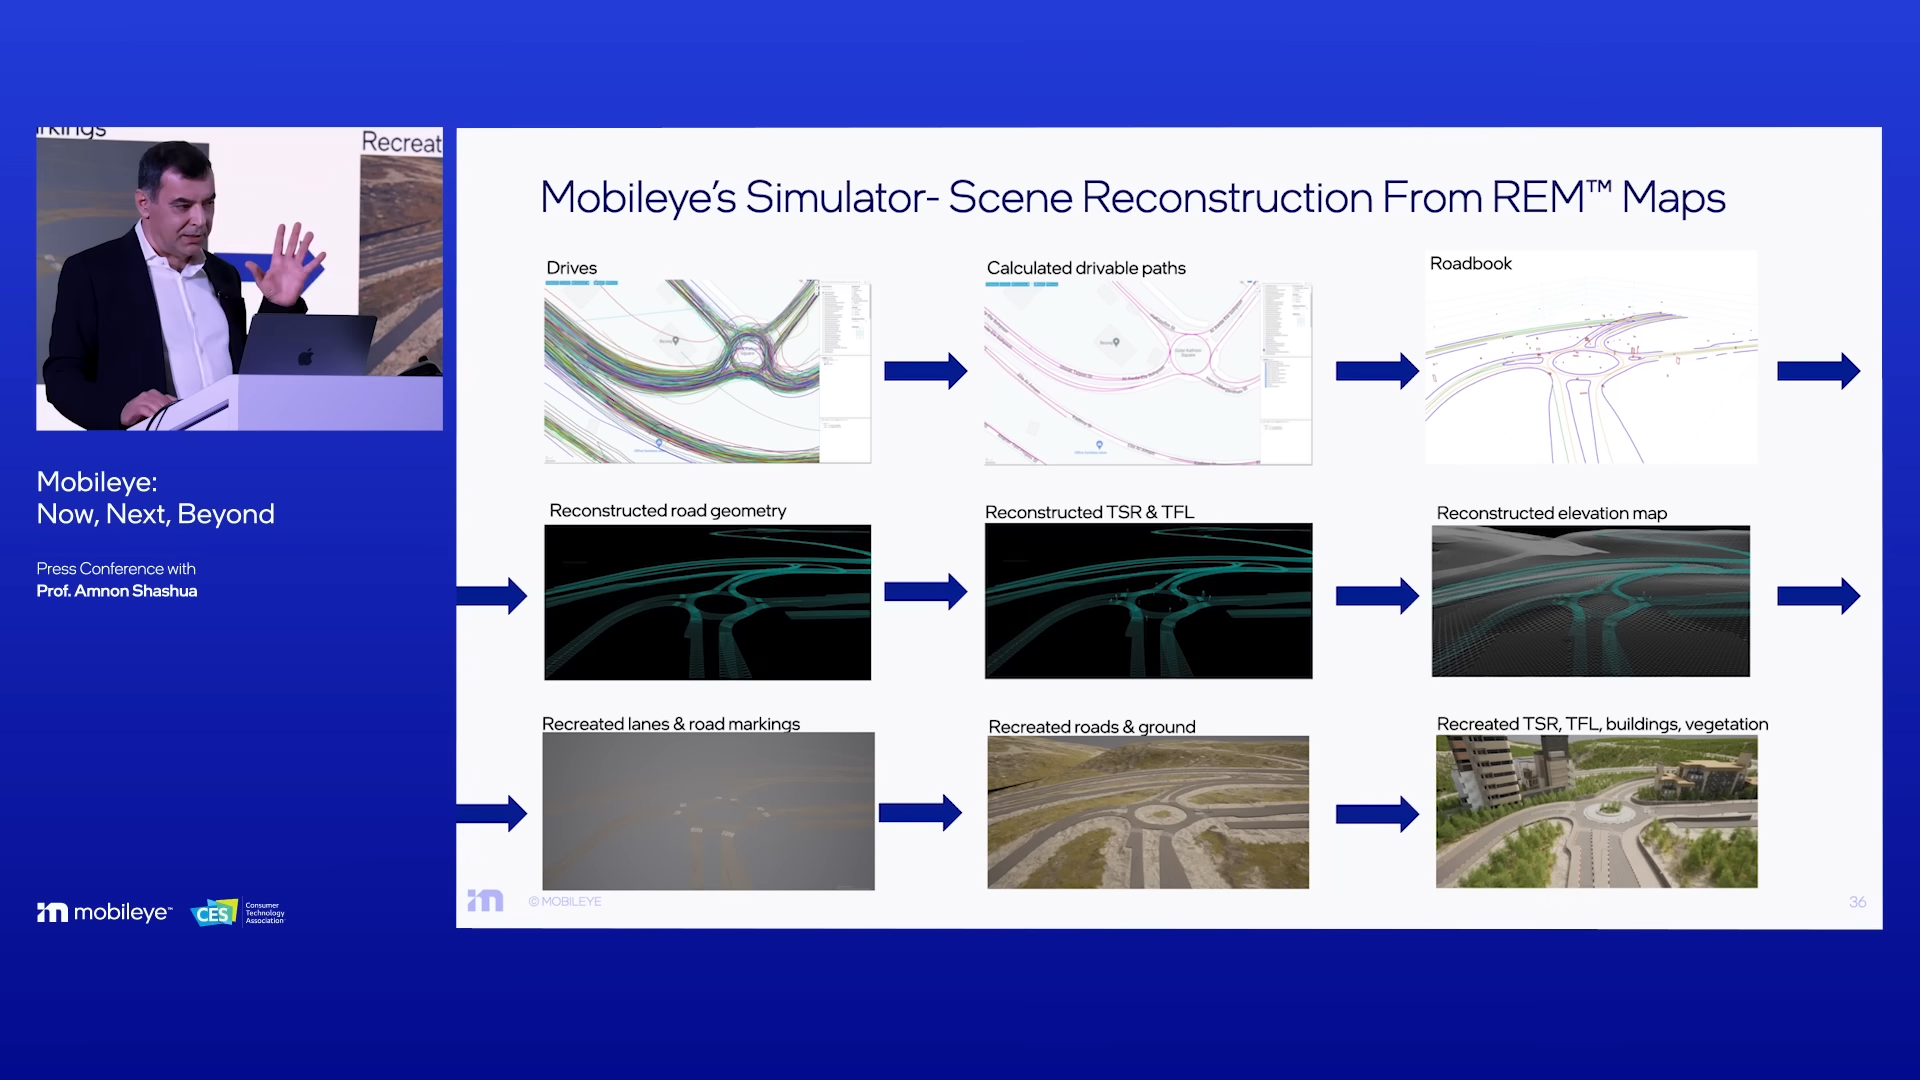 rkings
Recreat
Mobileye:
Now, Next, Beyond
Press Conference with
Prof. Amnon Shashua
mobileye™
CES
Consumer
Technology
Association
Mobileye's Simulator- Scene Reconstruction From REM™ Maps
Drives
Calculated drivable paths
Roadbook
Reconstructed road geometry
Reconstructed TSR & TFL
Reconstructed elevation map
Recreated lanes & road markings
Recreated roads & ground
Recreated TSR, TFL, buildings, vegetation
© MOBILEYE
36